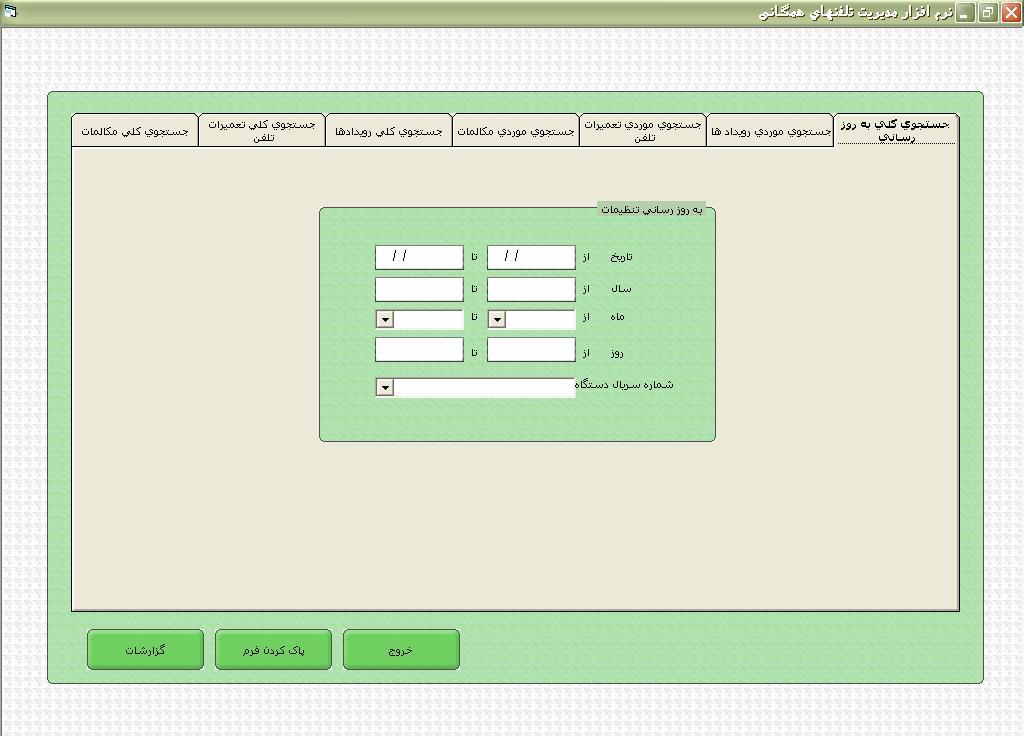 نرم افزار مديريت تلفنهاي همگاني
جستجوي كلي به روز
رساني
جستجوي موردي رويداد ها
جستجوي موردي تعميرات
تلفن
جستجوي موردي مكالمات
جستجوي كلي رويدادها
جستجوي كلي تعميرات
تلفن
جستجوي كلي مكالمات
به روز رساني تنظيمات
تاريخ از / / تا / /
سال از تا
ماه از تا
روز از تا
شماره سريال دستگاه
خروج
پاک کردن فرم
گزارشات